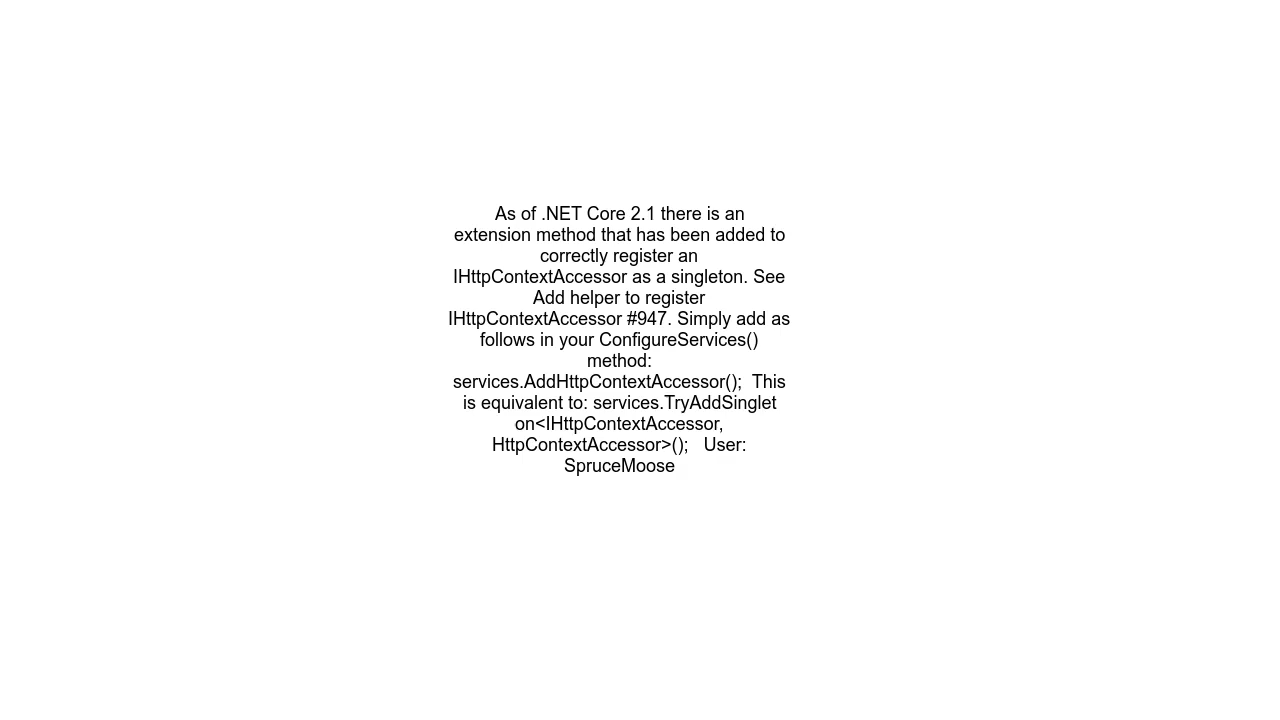 As of .NET Core 2.1 there is an
extension method that has been added to
correctly register an
IHttpContextAccessor as a singleton. See
Add helper to register
IHttpContextAccessor #947. Simply add as
follows in your ConfigureServices()
method:
services.AddHttpContextAccessor();  This
is equivalent to: services.TryAddSinglet
on<IHttpContextAccessor,
HttpContextAccessor>();   User:
SpruceMoose